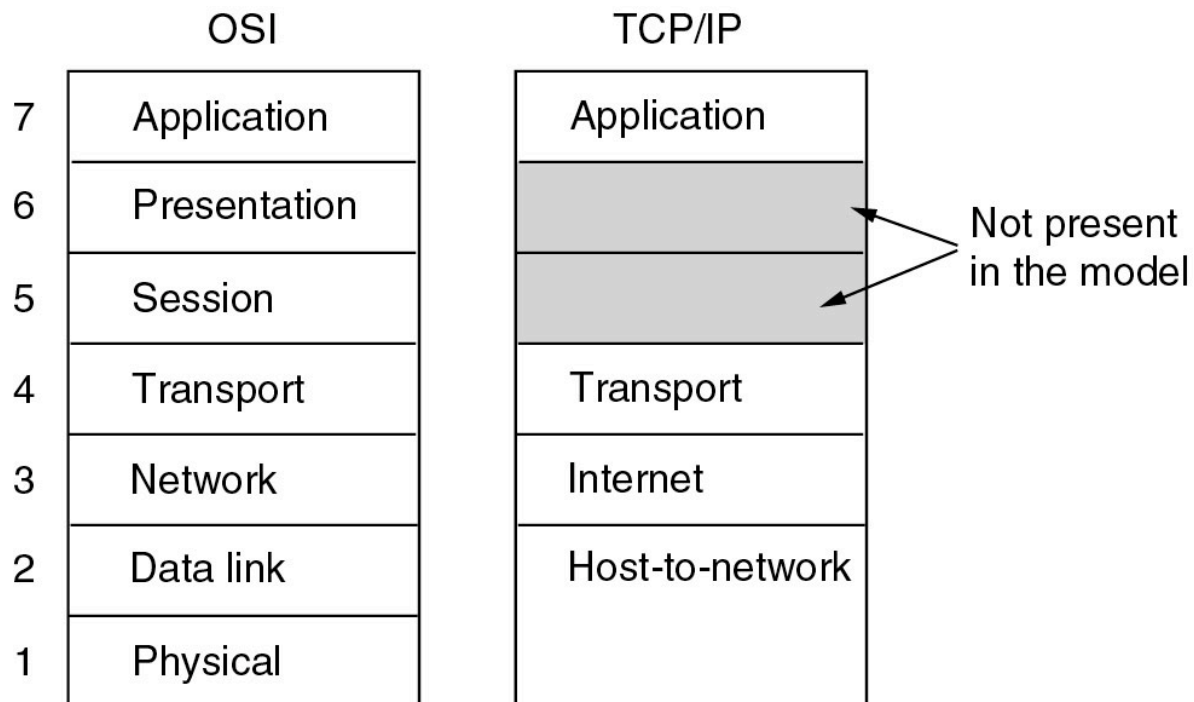 OSI
TCP/IP
7
Application
Application
6
Presentation
Not present
in the model
5
Session
4
Transport
Transport
3
Network
Internet
2
Data link
Host-to-network
1
Physical